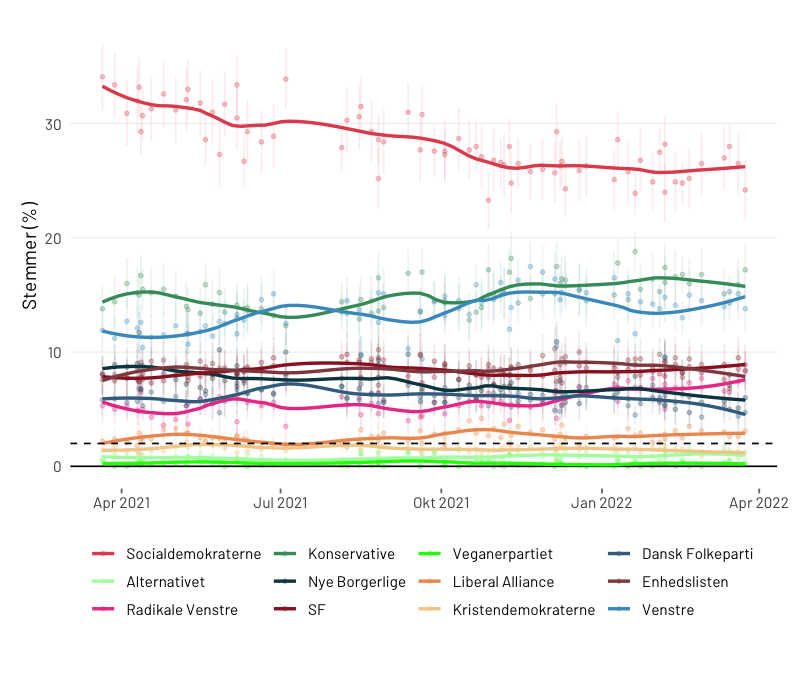 Stemmer(%)
30
20
10
0
Apr 2021 Jul 2021 Okt 2021 Jan 2022 Apr 2022
Socialdemokraterne Konservative Veganerpartiet Dansk Folkeparti
Alternativet Nye Borgerlige Liberal Alliance Enhedslisten
Radikale Venstre SF Kristendemokraterne Venstre